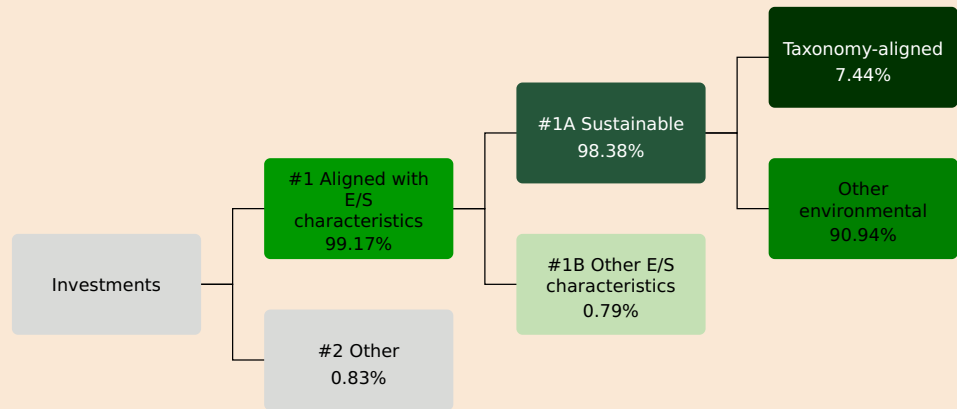 Investments
#1 Aligned with
E/S
characteristics
99.17%
#2 Other
0.83%
#1A Sustainable
98.38%
#1B Other E/S
characteristics
0.79%
Taxonomy-aligned
7.44%
Other
environmental
90.94%